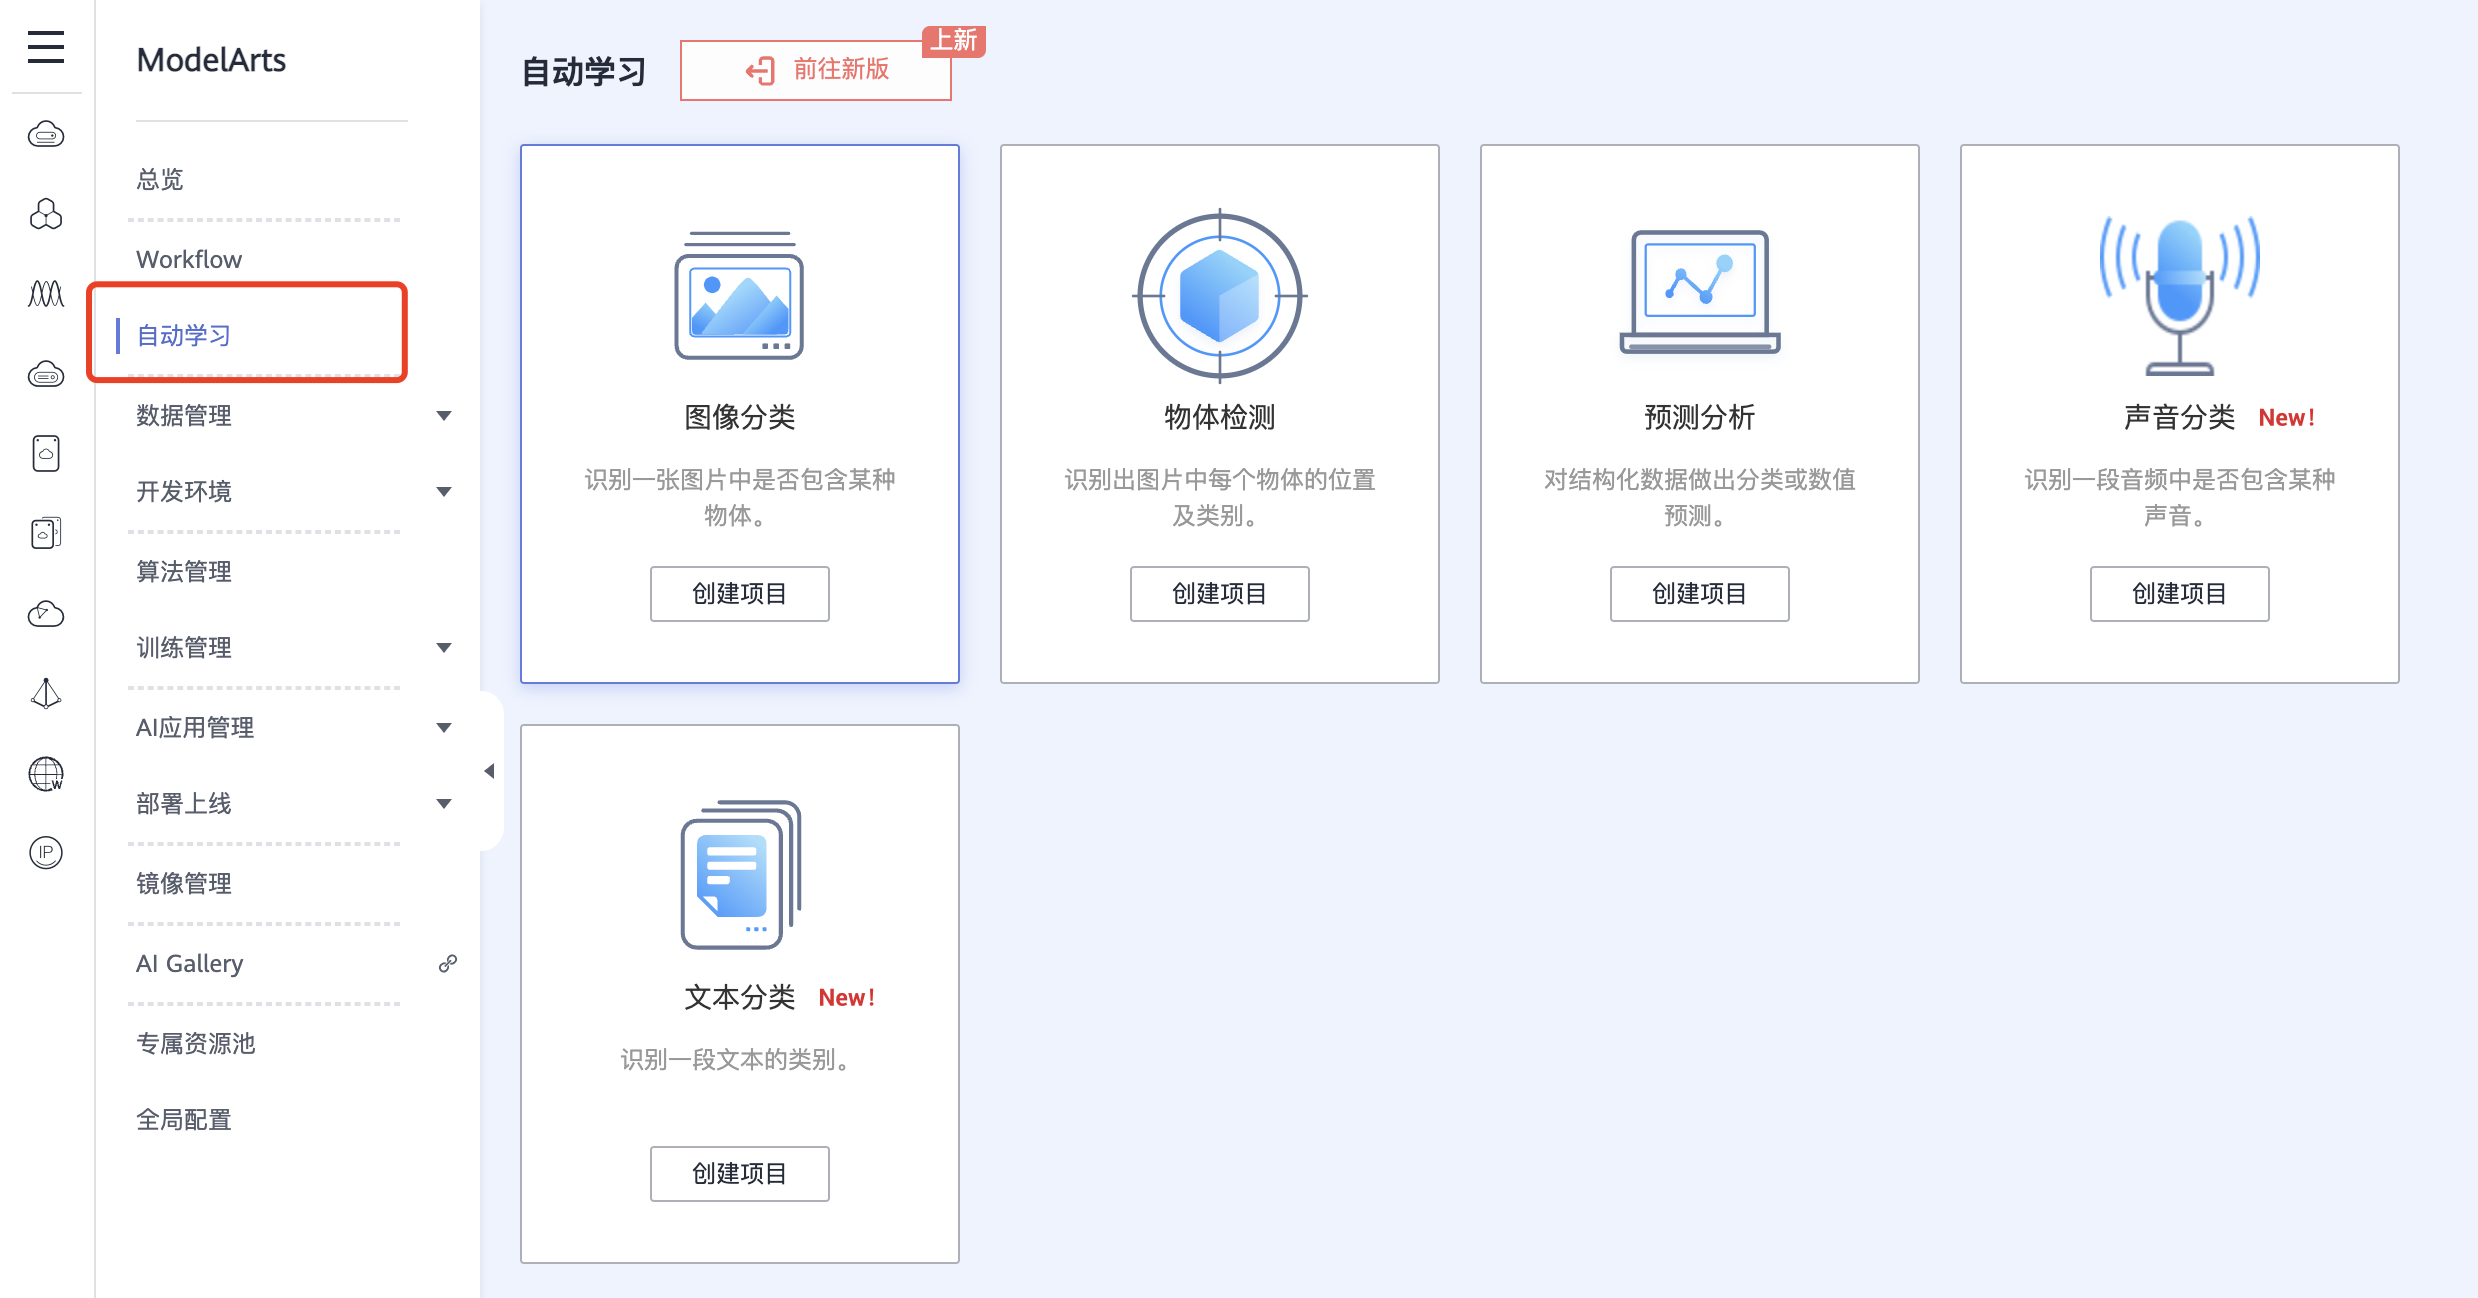 ModelArts
总览
Workflow
自动学习
数据管理
开发环境
算法管理
训练管理
AI应用管理
部署上线
镜像管理
AI Gallery
专属资源池
全局配置
W
IP
自动学习
前往新版
上新
图像分类
识别一张图片中是否包含某种
物体。
创建项目
物体检测
识别出图片中每个物体的位置
及类别。
创建项目
预测分析
对结构化数据做出分类或数值
预测。
创建项目
声音分类 New!
识别一段音频中是否包含某种
声音。
创建项目
文本分类 New!
识别一段文本的类别。
创建项目